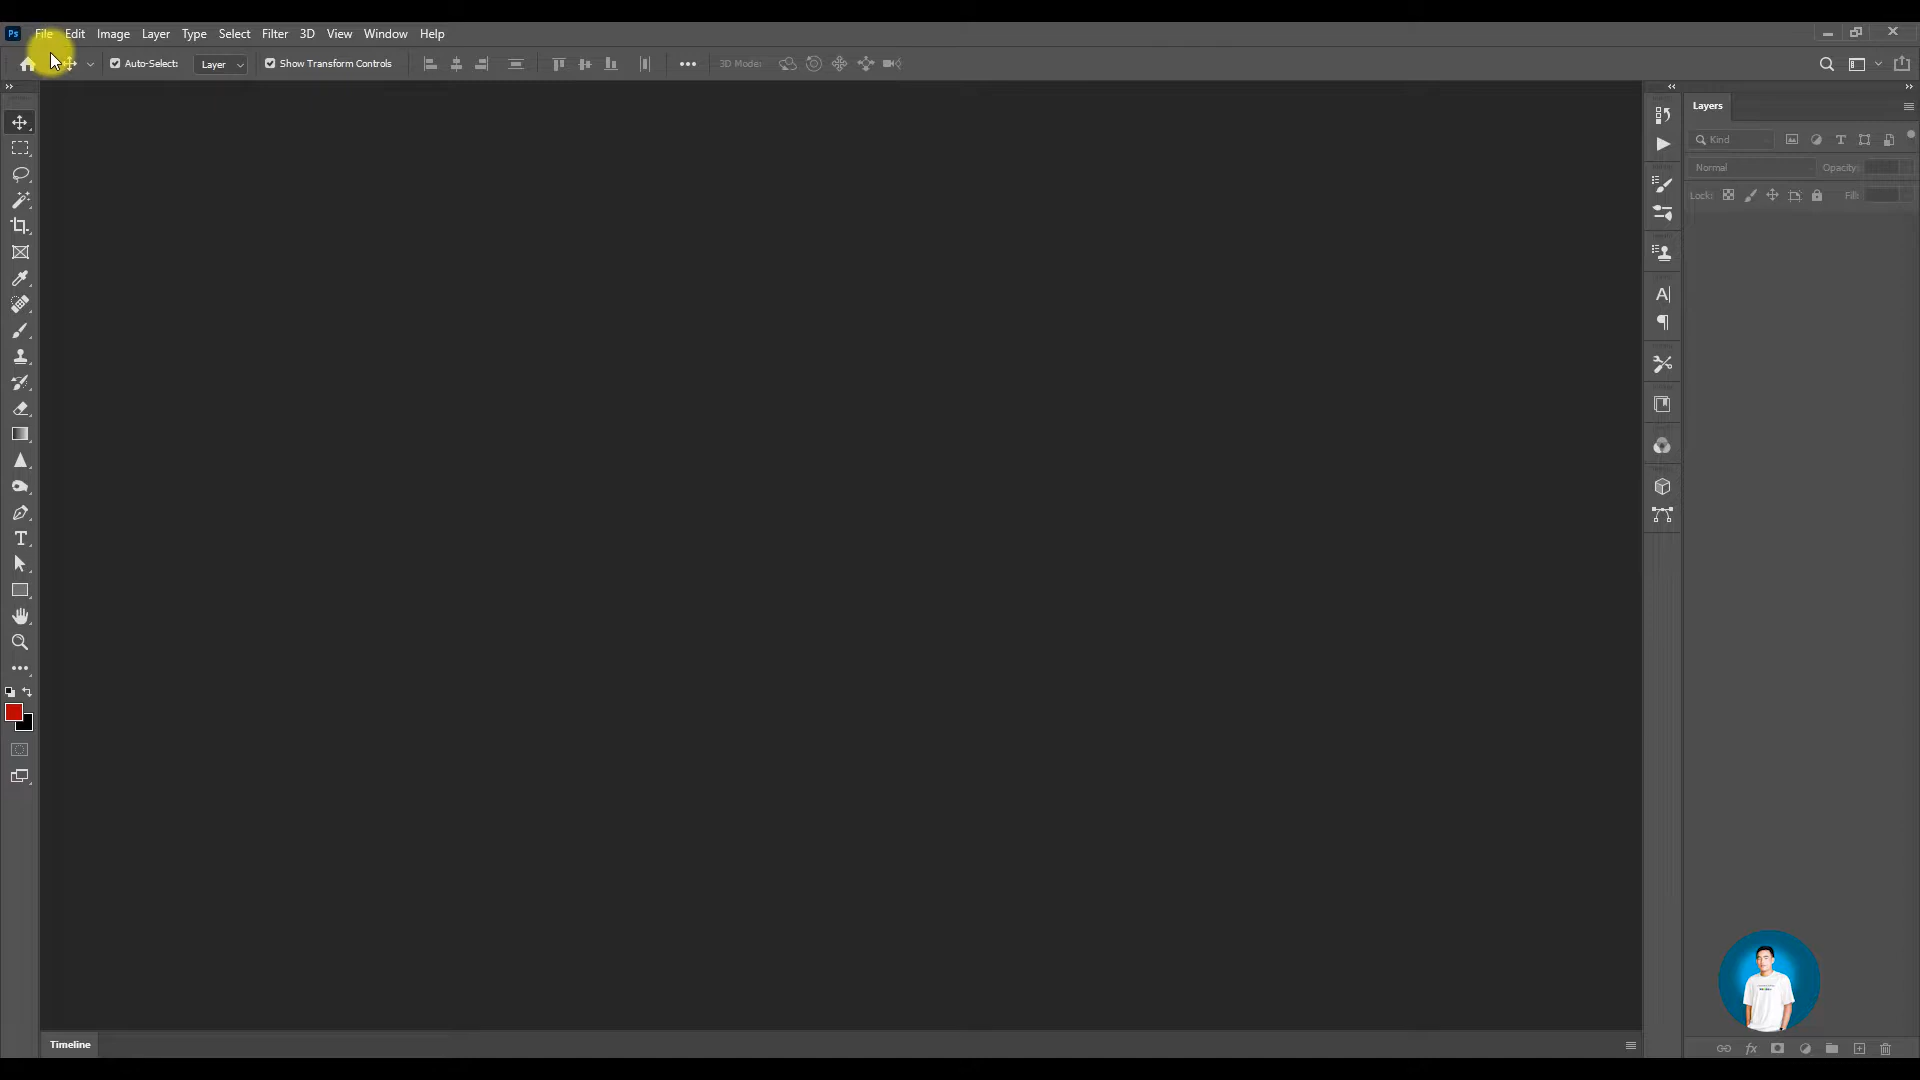 Ps File Edit Image Layer Type Select Filter 3D View Window Help
Auto-Select: Layer Show Transform Controls 3D Mode:
Layers
Kind
Normal Opacity:
Lock: Fill:
Timeline